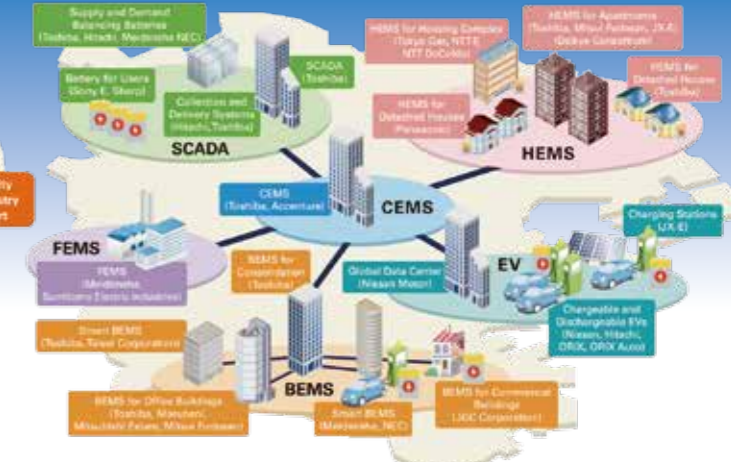 Supply and Demand
Balancing Batteries
(Toshiba, Hitachi, Meidensha NEC)
Battery for Users
(Sony E, Sharp)
Collection and
Delivery Systems
(Hitachi, Toshiba)
SCADA
(Toshiba)
SCADA
HEMS for Housing Complex
(Tokyo Gas, NTT E
NTT DoCoMo)
HEMS for Apartments
(Toshiba, Mitsui Fudosan, JX-E)
HEMS for
Detached House
(Toshiba)
HEMS for
Detached Houses
(Panasonic)
HEMS
CEMS
(Toshiba, Accenture)
CEMS
FEMS
FEMS
(Meidensha,
Sumitomo Electric Industries)
BEMS for
Consolidation
(Toshiba)
Global Data Center
(Nissan Motor)
EV
Charging Stations
(JX-E)
Chargeable and
Dischargeable EVs
(Nissan, Hitachi,
ORIX, ORIX Auto)
Smart BEMS
(Toshiba, Taisei Corporation)
BEMS for Office Buildings
(Toshiba, Marubeni,
Mitsubishi Estate, Mitsui Fudosan)
BEMS
Smart BEMS
(Meidensha, NEC)
BEMS for Commercial
Buildings
(JGC Corporation)